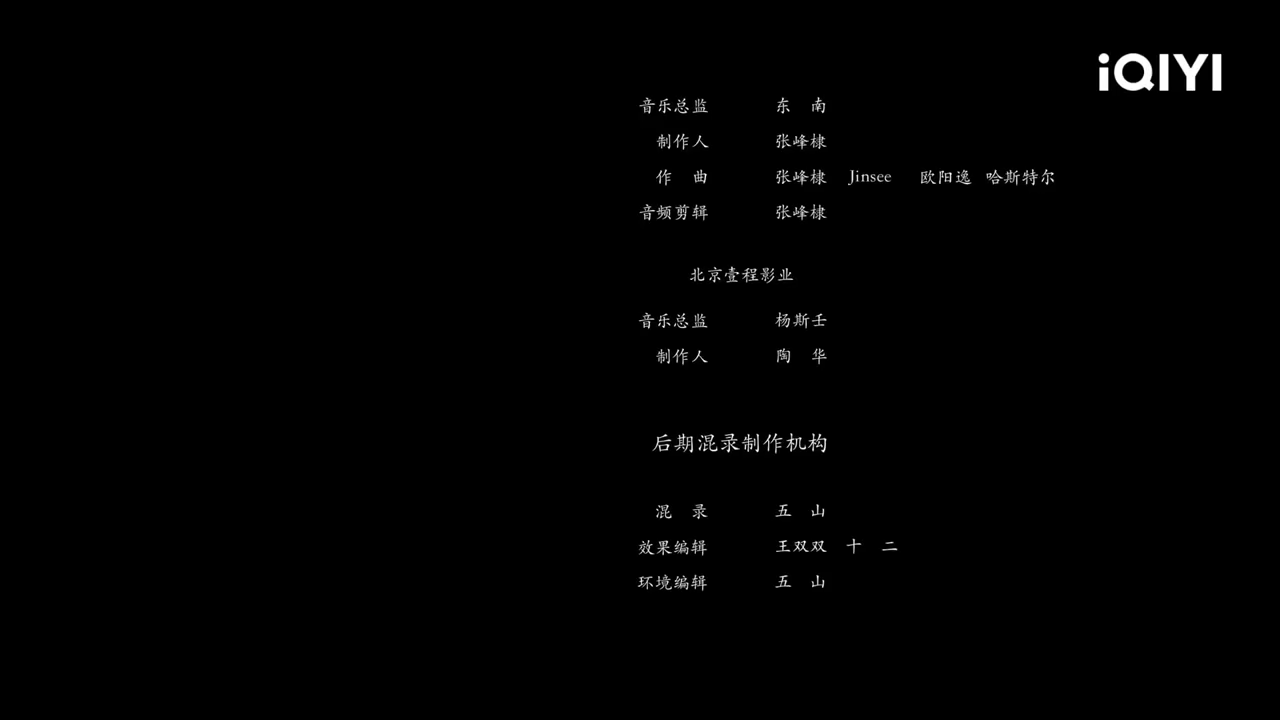 iQIYI
音乐总监 东 南
制作人 张峰棣
作 曲 张峰棣 Jinsee 欧阳逸 哈斯特尔
音频剪辑 张峰棣
北京壹程影业
音乐总监 杨斯壬
制作人 陶 华
后期混录制作机构
混 录 五 山
效果编辑 王双双 十 二
环境编辑 五 山